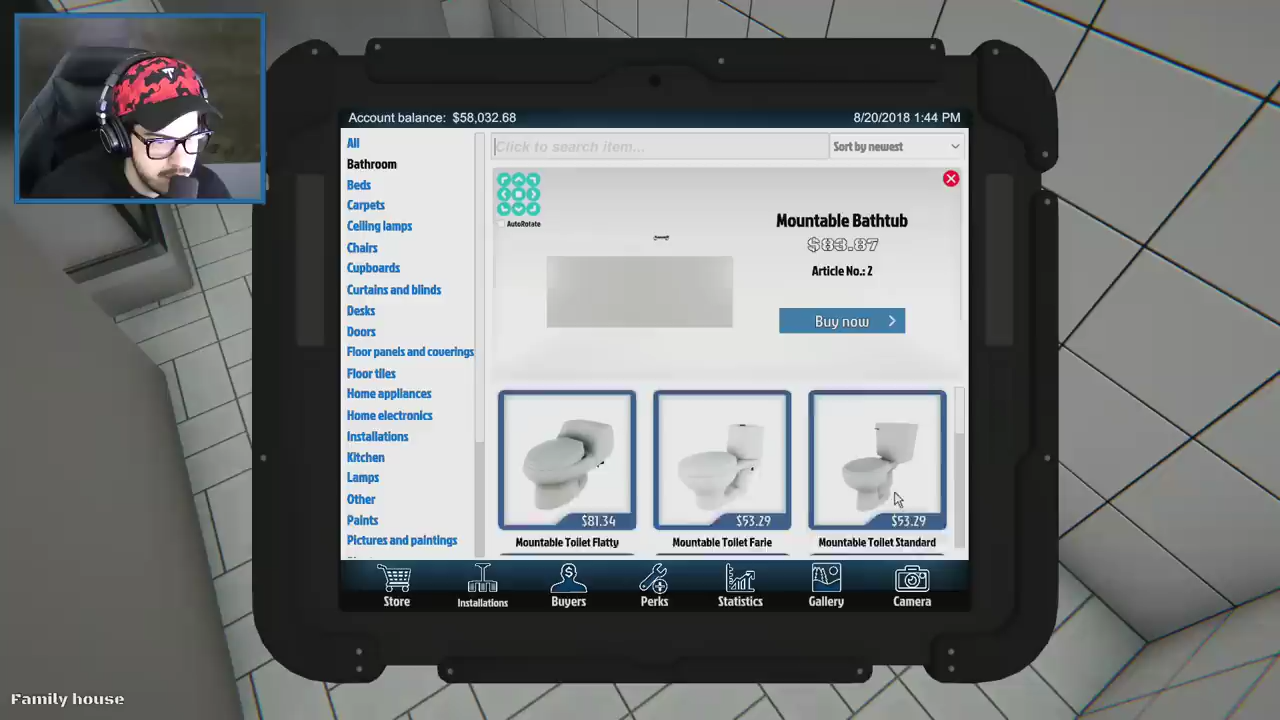 Account balance: $58,032.68
8/20/2018 1:44 PM
All
Bathroom
Beds
Carpets
Ceiling lamps
Chairs
Cupboards
Curtains and blinds
Desks
Doors
Floor panels and coverings
Floor tiles
Home appliances
Home electronics
Installations
Kitchen
Lamps
Other
Paints
Pictures and paintings
Click to search item...
Sort by newest
AutoRotate
Mountable Bathtub
$83.87
Article No.: 2
Buy now
$81.34
$53.29
$53.29
Mountable Toilet Flatty
Mountable Toilet Farie
Mountable Toilet Standard
Store
Installations
Buyers
Perks
Statistics
Gallery
Camera
Family house